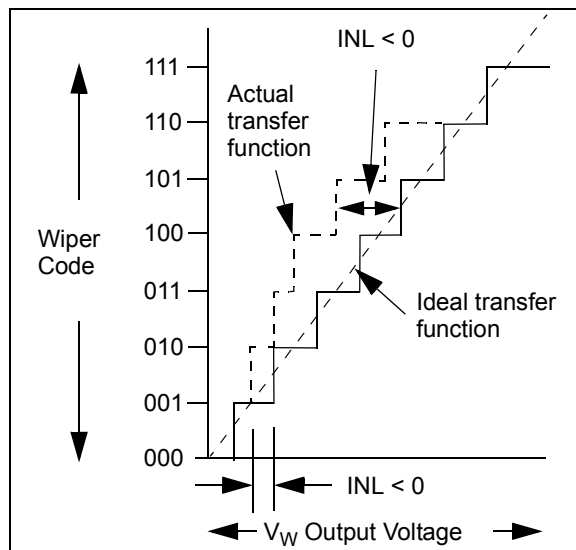 INL < 0
111
Actual
transfer
function
110
101
Wiper
Code
100
011
Ideal transfer
function
010
001
000
INL < 0
VW Output Voltage